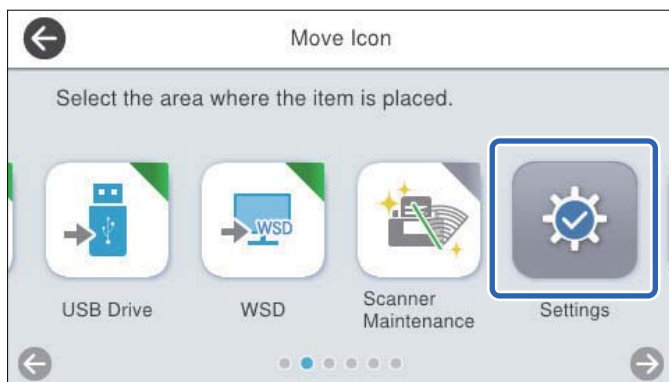 Move Icon
Select the area where the item is placed.
WSD
USB Drive
WSD
Scanner
Maintenance
Settings